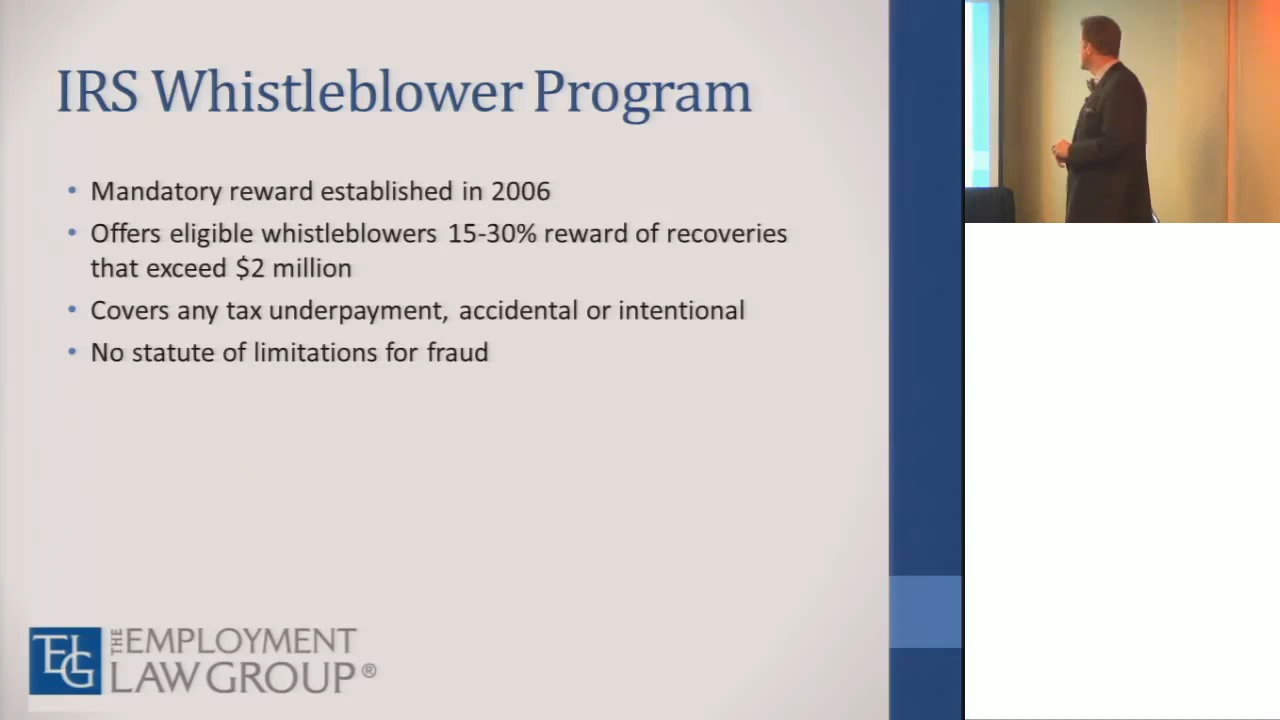 IRS Whistleblower Program
• Mandatory reward established in 2006
• Offers eligible whistleblowers 15-30% reward of recoveries
that exceed $2 million
• Covers any tax underpayment, accidental or intentional
• No statute of limitations for fraud
TELG
THE EMPLOYMENT
LAW GROUP®